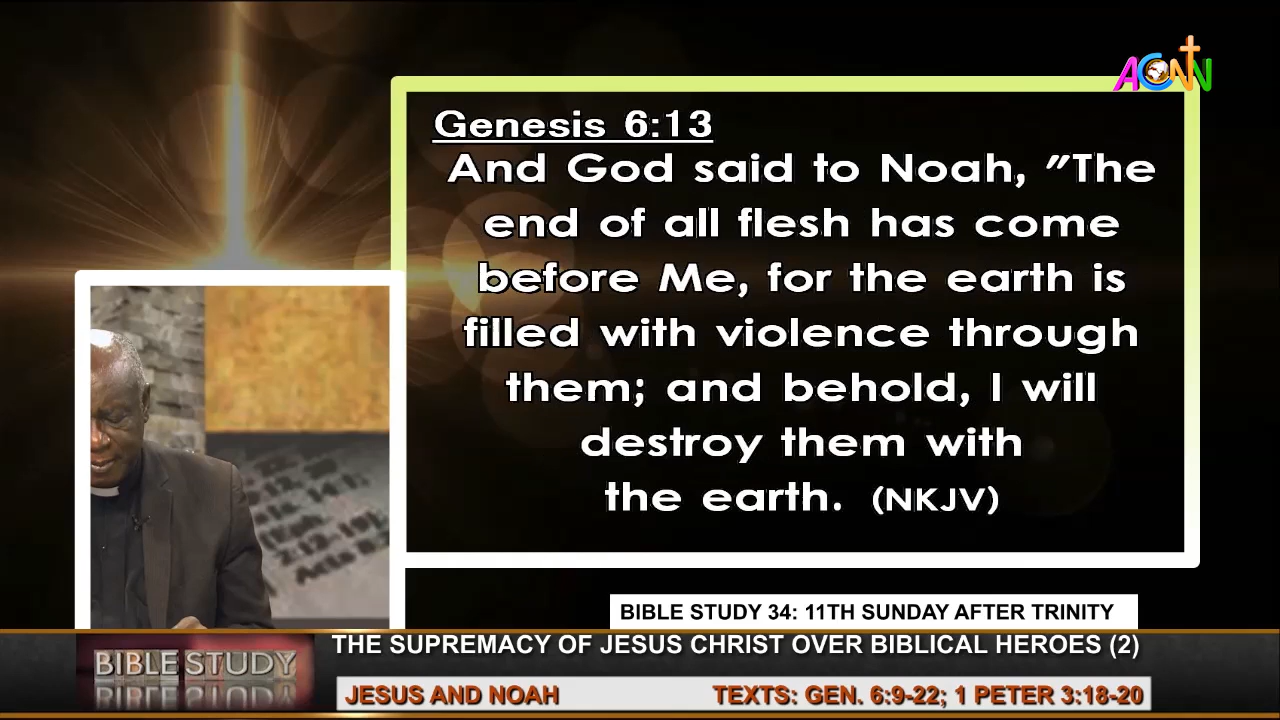 ACNN
Genesis 6:13
And God said to Noah, "The
end of all flesh has come
before Me, for the earth is
filled with violence through
them; and behold, I will
destroy them with
the earth. (NKJV)
BIBLE STUDY 34: 11TH SUNDAY AFTER TRINITY
THE SUPREMACY OF JESUS CHRIST OVER BIBLICAL HEROES (2)
BIBLE STUDY
JESUS AND NOAH
TEXTS: GEN. 6:9-22; 1 PETER 3:18-20